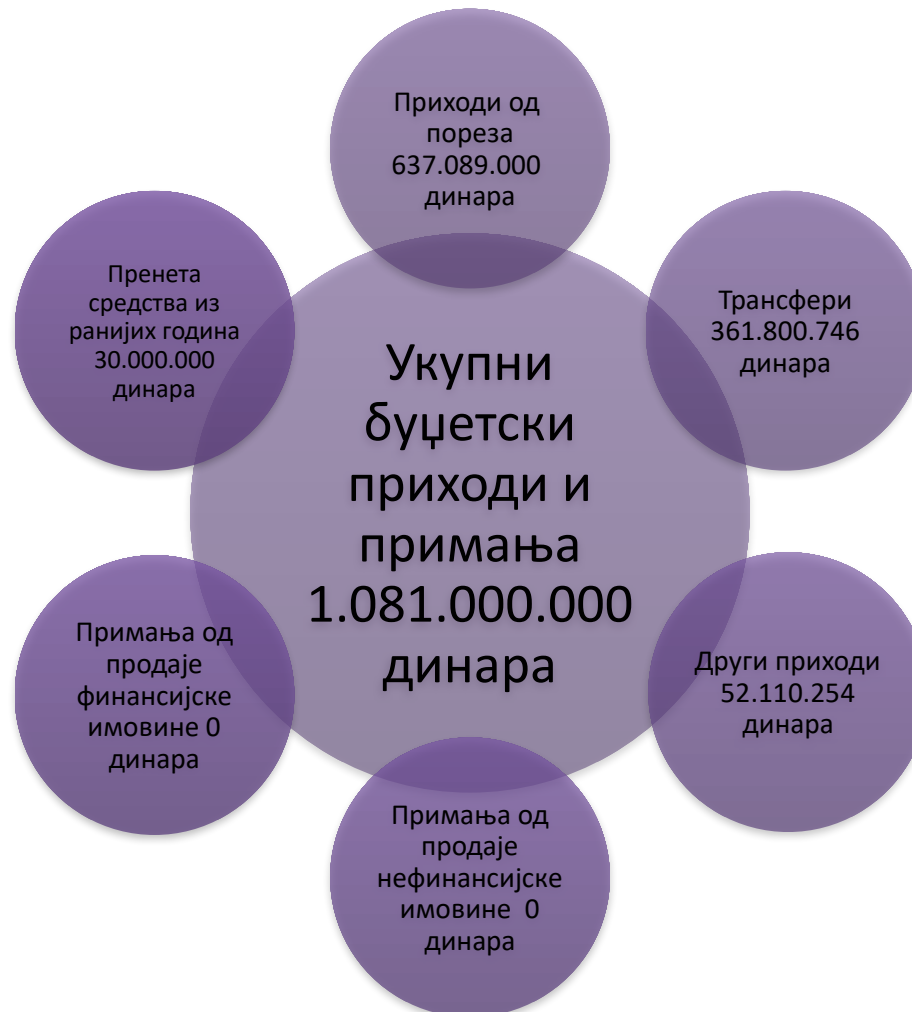 Приходи од
пореза
637.089.000
динара
Пренета
средства из
ранијих година
30.000.000
динара
Трансфери
361.800.746
динара
Укупни
буџетски
приходи и
примања
1.081.000.000
динара
Примања од
продаје
финансијске
имовине 0
динара
Други приходи
52.110.254
динара
Примања од
продаје
нефинансијске
имовине 0
динара